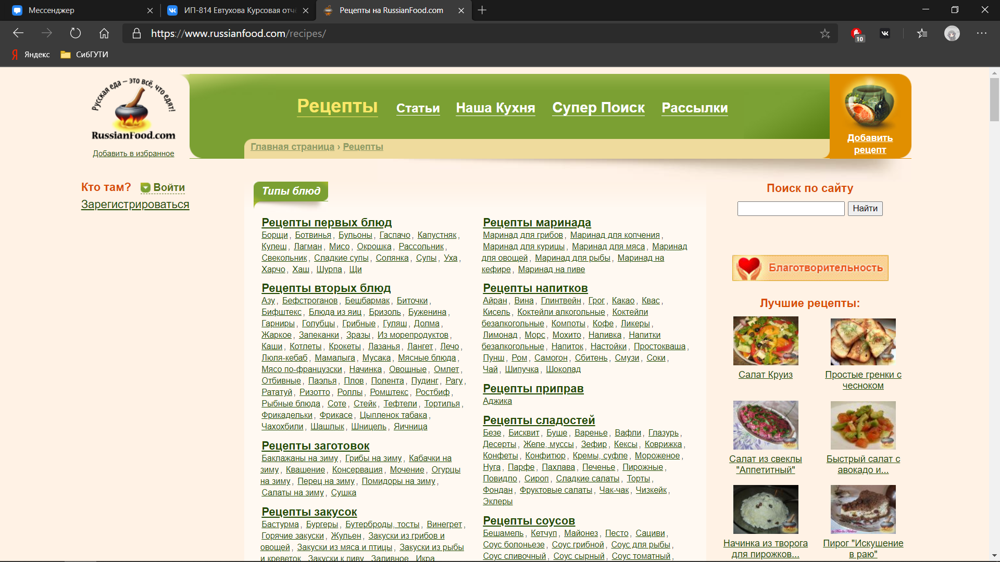 Мессенджер
ИП-814 Евтухова Курсовая отчё
Рецепты на RussianFood.com
https://www.russianfood.com/recipes/
10
Яндекс
СибГУТИ
Русская еда – это всё, что едят!
RussianFood.com
Добавить в избранное
Рецепты Статьи Наша Кухня Супер Поиск Рассылки
Главная страница › Рецепты
Добавить
рецепт
Кто там? Войти
Зарегистрироваться
Типы блюд
Рецепты первых блюд
Борщи, Ботвинья, Бульоны, Гаспачо, Капустняк,
Кулеш, Лагман, Мисо, Окрошка, Рассольник,
Свекольник, Сладкие супы, Солянка, Супы, Уха,
Харчо, Хаш, Шурпа, Щи
Рецепты вторых блюд
Азу, Бефстроганов, Бешбармак, Биточки,
Бифштекс, Блюда из яиц, Бризоль, Буженина,
Гарниры, Голубцы, Грибные, Гуляш, Долма,
Жаркое, Запеканки, Зразы, Из морепродуктов,
Каши, Котлеты, Крокеты, Лазанья, Лангет, Лечо,
Люля-кебаб, Мамалыга, Мусака, Мясные блюда,
Мясо по-французски, Начинка, Овощные, Омлет,
Отбивные, Паэлья, Плов, Полента, Пудинг, Рагу,
Рататуй, Ризотто, Роллы, Ромштекс, Ростбиф,
Рыбные блюда, Соте, Стейк, Тефтели, Тортилья,
Фрикадельки, Фрикасе, Цыпленок табака,
Чахохбили, Шашлык, Шницель, Яичница
Рецепты заготовок
Баклажаны на зиму, Грибы на зиму, Кабачки на
зиму, Квашение, Консервация, Мочение, Огурцы
на зиму, Перец на зиму, Помидоры на зиму,
Салаты на зиму, Сушка
Рецепты закусок
Бастурма, Бургеры, Бутерброды, тосты, Винегрет,
Горячие закуски, Жульен, Закуски из грибов и
овощей, Закуски из мяса и птицы, Закуски из рыбы
и креветок, Закуски к пиву, Заливное, Икра,
Рецепты маринада
Маринад для грибов, Маринад для копчения,
Маринад для курицы, Маринад для мяса, Маринад
для овощей, Маринад для рыбы, Маринад на
кефире, Маринад на пиве
Рецепты напитков
Айран, Вина, Глинтвейн, Грог, Какао, Квас,
Кисель, Коктейли алкогольные, Коктейли
безалкогольные, Компоты, Кофе, Ликеры,
Лимонад, Морс, Мохито, Наливка, Напитки
безалкогольные, Напиток, Настойки, Простокваша,
Пунш, Ром, Самогон, Сбитень, Смузи, Соки,
Чай, Шипучка, Шоколад
Рецепты приправ
Аджика
Рецепты сладостей
Безе, Бисквит, Буше, Варенье, Вафли, Глазурь,
Десерты, Желе, муссы, Зефир, Кексы, Коврижка,
Конфеты, Конфитюр, Кремы, суфле, Мороженое,
Нуга, Парфе, Пахлава, Печенье, Пирожные,
Повидло, Сироп, Сладкие салаты, Торты,
Фондан, Фруктовые салаты, Чак-чак, Чизкейк,
Эклеры
Рецепты соусов
Бешамель, Кетчуп, Майонез, Песто, Сациви,
Соус болоньезе, Соус грибной, Соус для рыбы,
Соус сливочный, Соус сырный, Соус томатный,
Поиск по сайту
Найти
Благотворительность
Лучшие рецепты:
Салат Круиз
Простые гренки с
чесноком
Салат из свеклы
"Аппетитный"
Быстрый салат с
авокадо и...
Начинка из творога
для пирожков...
Пирог "Искушение
в раю"